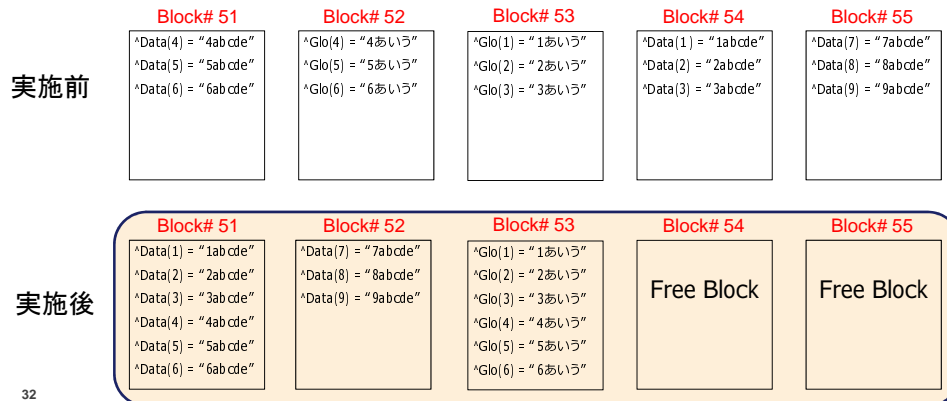 Block# 51
^Data(4) = “4abcde”
^Data(5) = “5abcde”
^Data(6) = “6abcde”
Block# 52
^Glo(4) = “4あいう”
^Glo(5) = “5あいう”
^Glo(6) = “6あいう”
Block# 53
^Glo(1) = “1あいう”
^Glo(2) = “2あいう”
^Glo(3) = “3あいう”
Block# 54
^Data(1) = “1abcde”
^Data(2) = “2abcde”
^Data(3) = “3abcde”
Block# 55
^Data(7) = “7abcde”
^Data(8) = “8abcde”
^Data(9) = “9abcde”
実施前
Block# 51
^Data(1) = “1abcde”
^Data(2) = “2abcde”
^Data(3) = “3abcde”
^Data(4) = “4abcde”
^Data(5) = “5abcde”
^Data(6) = “6abcde”
Block# 52
^Data(7) = “7abcde”
^Data(8) = “8abcde”
^Data(9) = “9abcde”
Block# 53
^Glo(1) = “1あいう”
^Glo(2) = “2あいう”
^Glo(3) = “3あいう”
^Glo(4) = “4あいう”
^Glo(5) = “5あいう”
^Glo(6) = “6あいう”
Block# 54
Free Block
Block# 55
Free Block
実施後
32